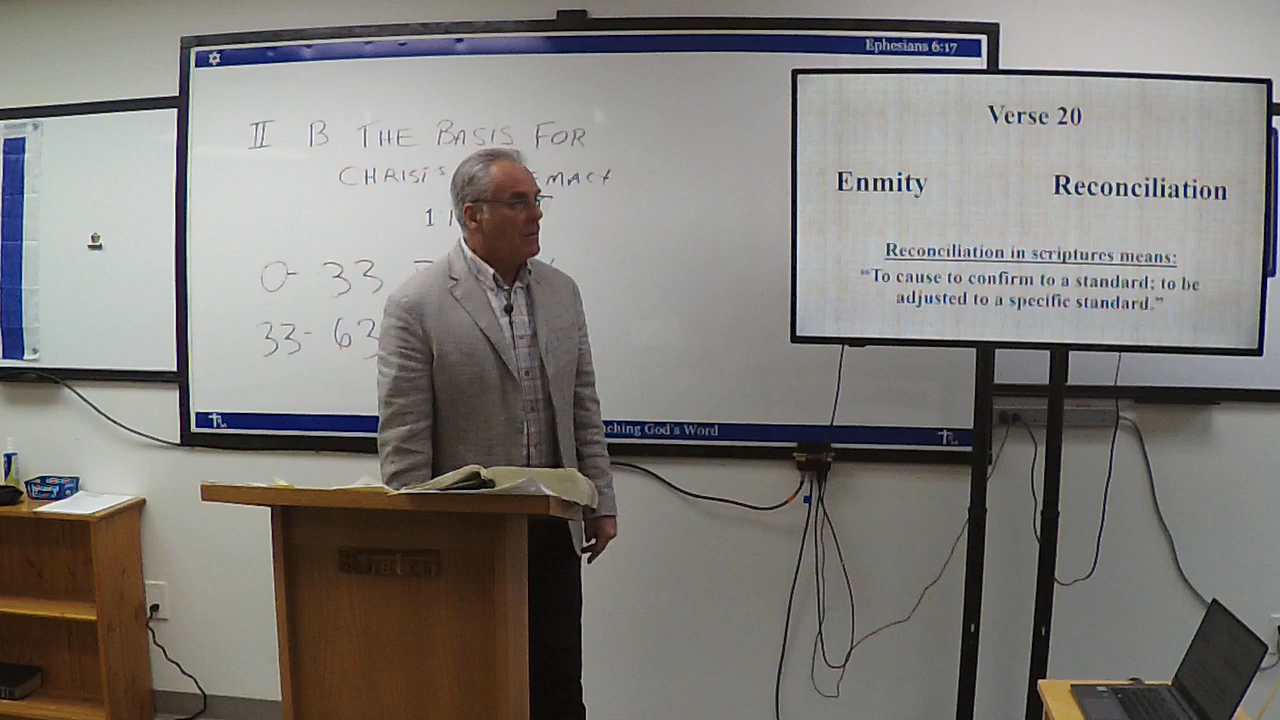 Ephesians 6:17
II B THE BASIS FOR
CHRIST'S
0- 33
33- 63
God's Word
Verse 20
Enmity Reconciliation
Reconciliation in scriptures means:
“To cause to confirm to a standard; to be
adjusted to a specific standard.”